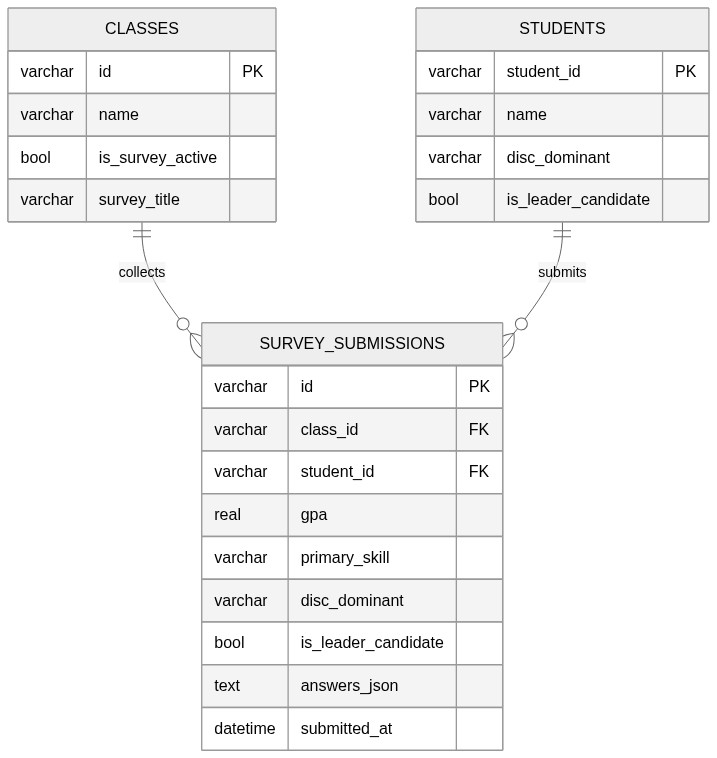 CLASSES
varchar id PK
varchar name
bool is_survey_active
varchar survey_title
STUDENTS
varchar student_id PK
varchar name
varchar disc_dominant
bool is_leader_candidate
collects
submits
SURVEY_SUBMISSIONS
varchar id PK
varchar class_id FK
varchar student_id FK
real gpa
varchar primary_skill
varchar disc_dominant
bool is_leader_candidate
text answers_json
datetime submitted_at